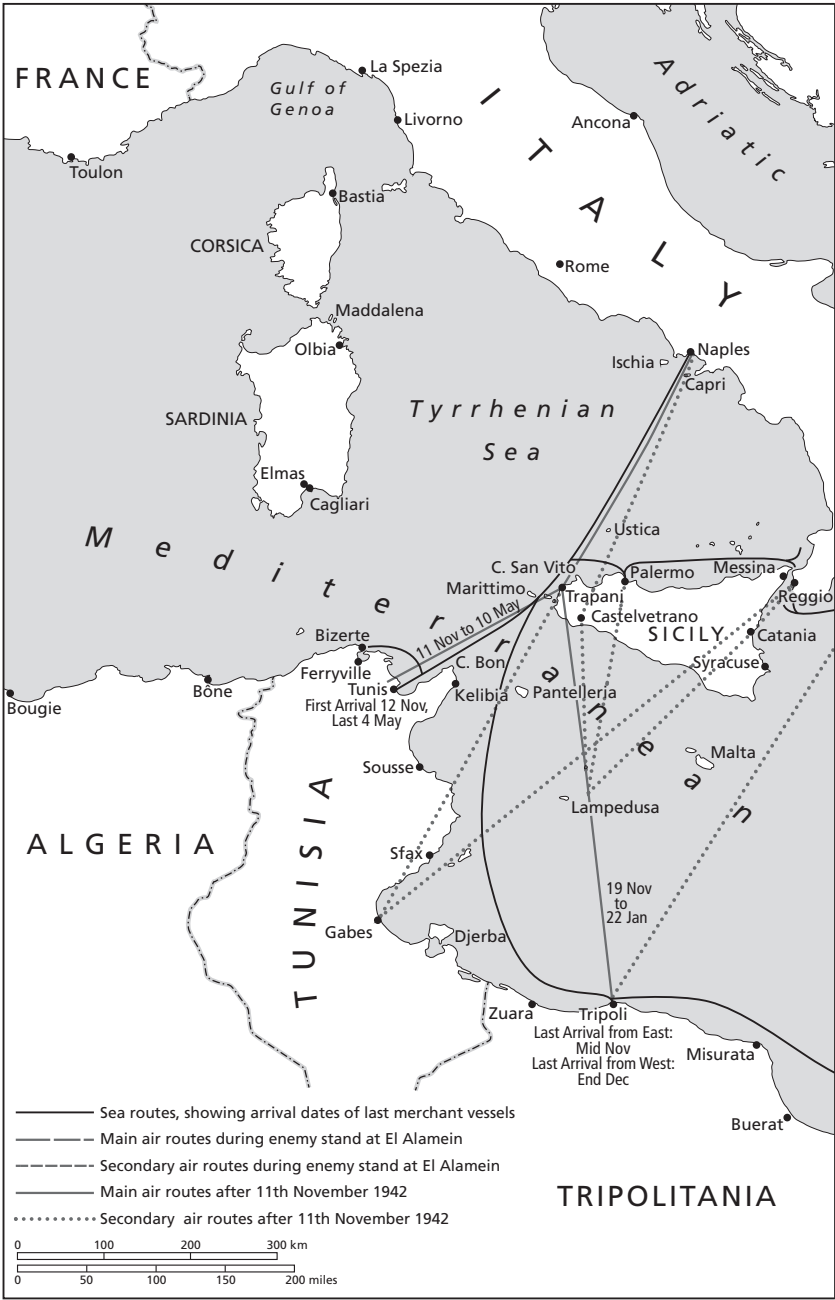 FRANCE
La Spezia
Gulf of
Genoa
Livorno
ITALY
Ancona
Adriatic
Toulon
Bastia
CORSICA
Rome
Maddalena
Olbia
Naples
Ischia
Capri
SARDINIA
Tyrrhenian
Sea
Elmas
Cagliari
Mediterranean
Ustica
C. San Vito
Palermo
Messina
Marittimo
Trapani
Reggio
11 Nov to 10 May
Castelvetrano
SICILY
Catania
Bizerte
Ferryville
C. Bon
Syracuse
Tunis
Kelibia
Pantelleria
First Arrival 12 Nov,
Last 4 May
Bougie
Bône
Sousse
Malta
Lampedusa
ALGERIA
TUNISIA
Sfax
19 Nov
to
22 Jan
Gabes
Djerba
Zuara
Tripoli
Last Arrival from East:
Mid Nov
Last Arrival from West:
End Dec
Misurata
Buerat
TRIPOLITANIA
Sea routes, showing arrival dates of last merchant vessels
Main air routes during enemy stand at El Alamein
Secondary air routes during enemy stand at El Alamein
Main air routes after 11th November 1942
Secondary air routes after 11th November 1942
0 100 200 300 km
0 50 100 150 200 miles